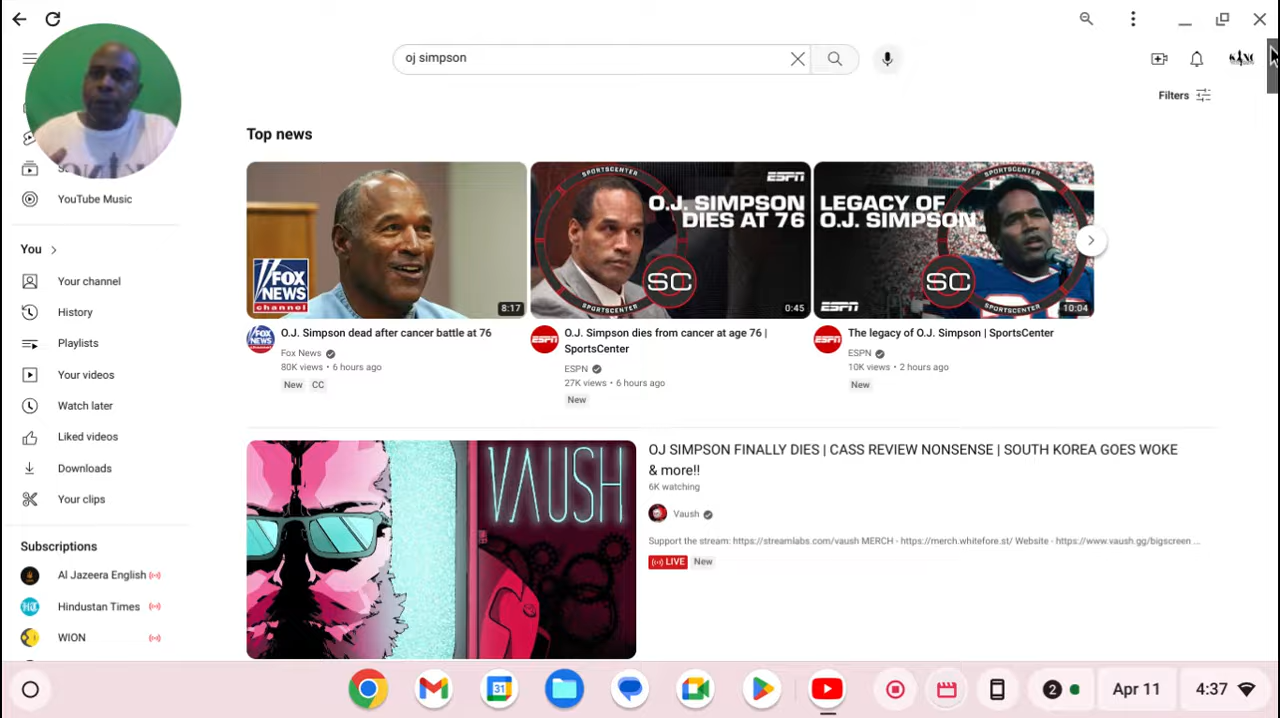 oj simpson
Filters
Top news
YouTube Music
You
Your channel
History
Playlists
Your videos
Watch later
Liked videos
Downloads
Your clips
Subscriptions
Al Jazeera English
Hindustan Times
WION
FOX
NEWS
channel
8:17
O.J. Simpson dead after cancer battle at 76
Fox News
80K views • 6 hours ago
New CC
SPORTSCENTER
ESPN
O.J. SIMPSON
DIES AT 76
SC
0:45
O.J. Simpson dies from cancer at age 76 |
SportsCenter
ESPN
27K views • 6 hours ago
New
SPORTSCENTER
LEGACY OF
O.J. SIMPSON
SC
ESPN
10:04
The legacy of O.J. Simpson | SportsCenter
ESPN
10K views • 2 hours ago
New
VAUSH
OJ SIMPSON FINALLY DIES | CASS REVIEW NONSENSE | SOUTH KOREA GOES WOKE
& more!!
6K watching
Vaush
Support the stream: https://streamlabs.com/vaush MERCH - https://merch.whitefore.st/ Website - https://www.vaush.gg/bigscreen ...
LIVE New
31
2
Apr 11
4:37